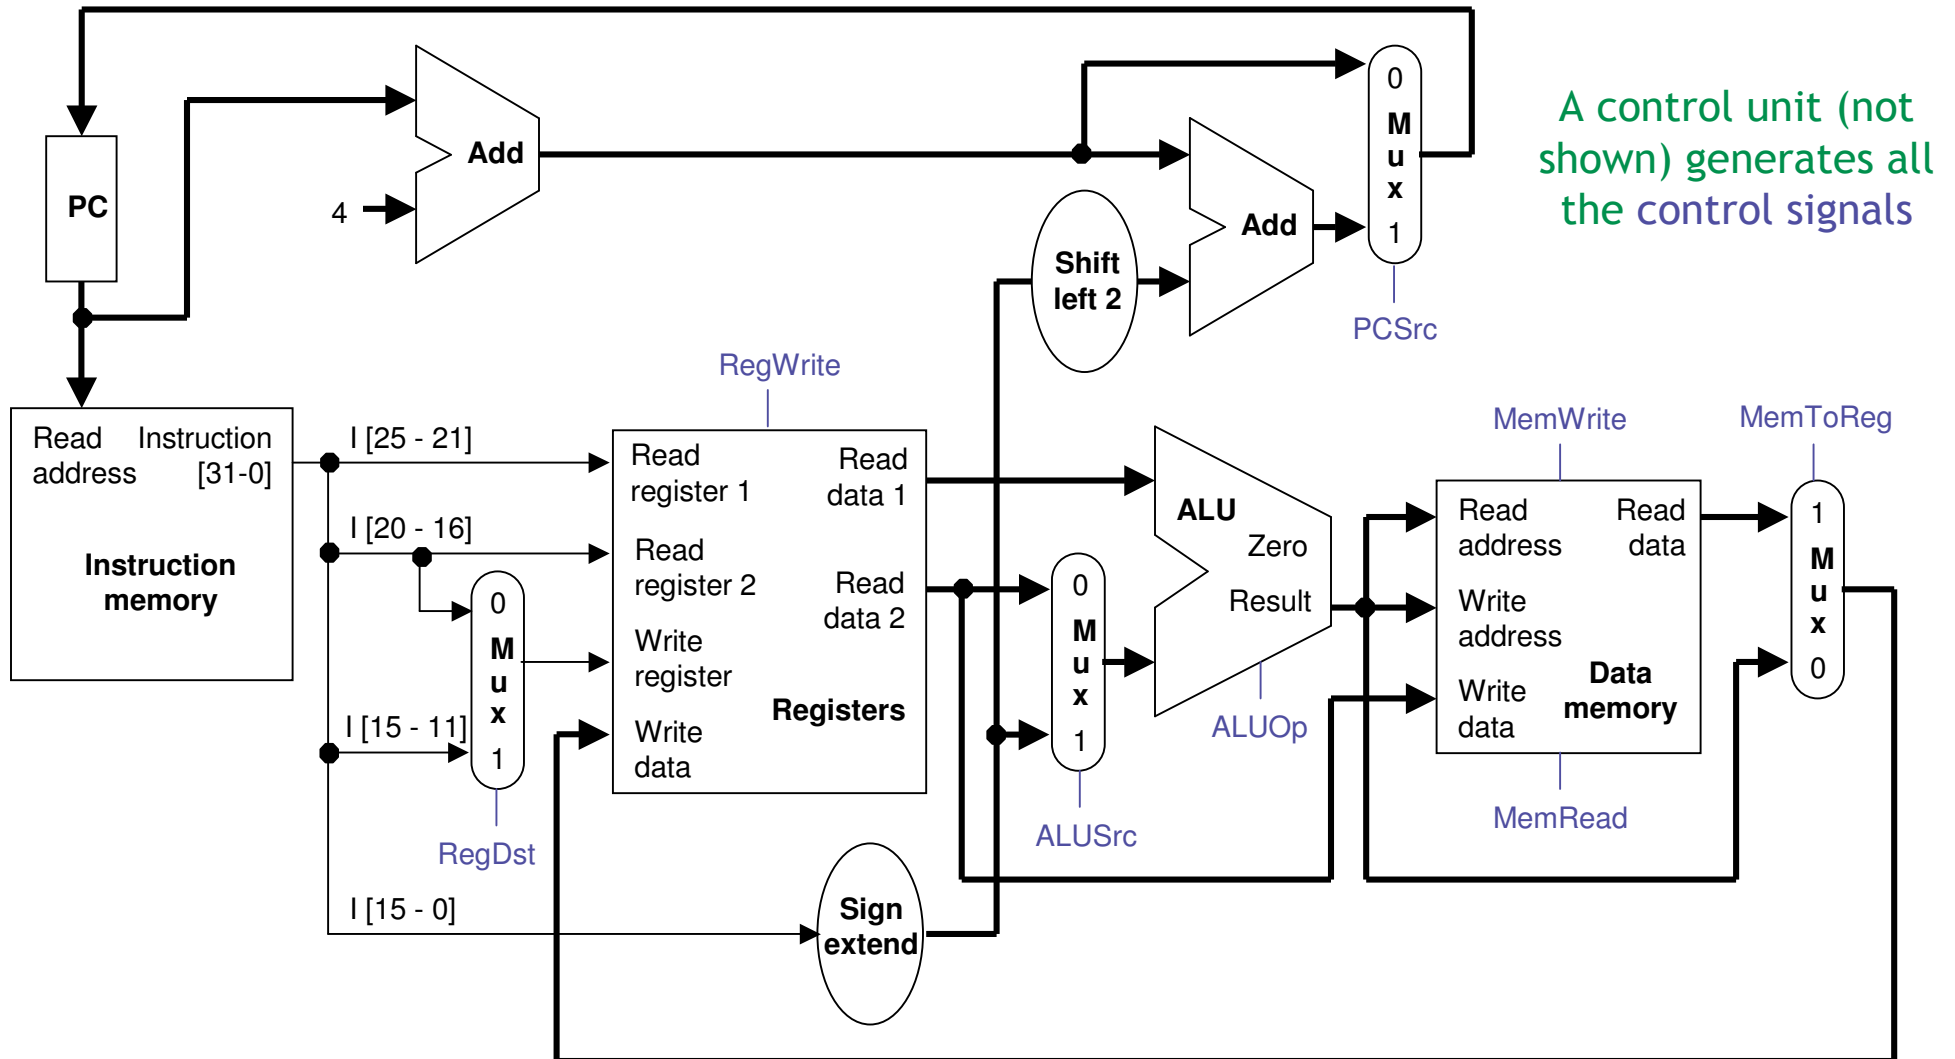 A control unit (not
shown) generates all
the control signals
PC
Add
4
Shift
left 2
Add
0
M
u
x
1
PCSrc
Read
address
Instruction
[31-0]
Instruction
memory
I [25 - 21]
I [20 - 16]
I [15 - 11]
I [15 - 0]
0
M
u
x
1
RegDst
RegWrite
Read
register 1
Read
data 1
Read
register 2
Read
data 2
Write
register
Registers
Write
data
Sign
extend
0
M
u
x
1
ALUSrc
ALU
Zero
Result
ALUOp
MemWrite
Read
address
Read
data
Write
address
Write
data
Data
memory
MemRead
MemToReg
1
M
u
x
0